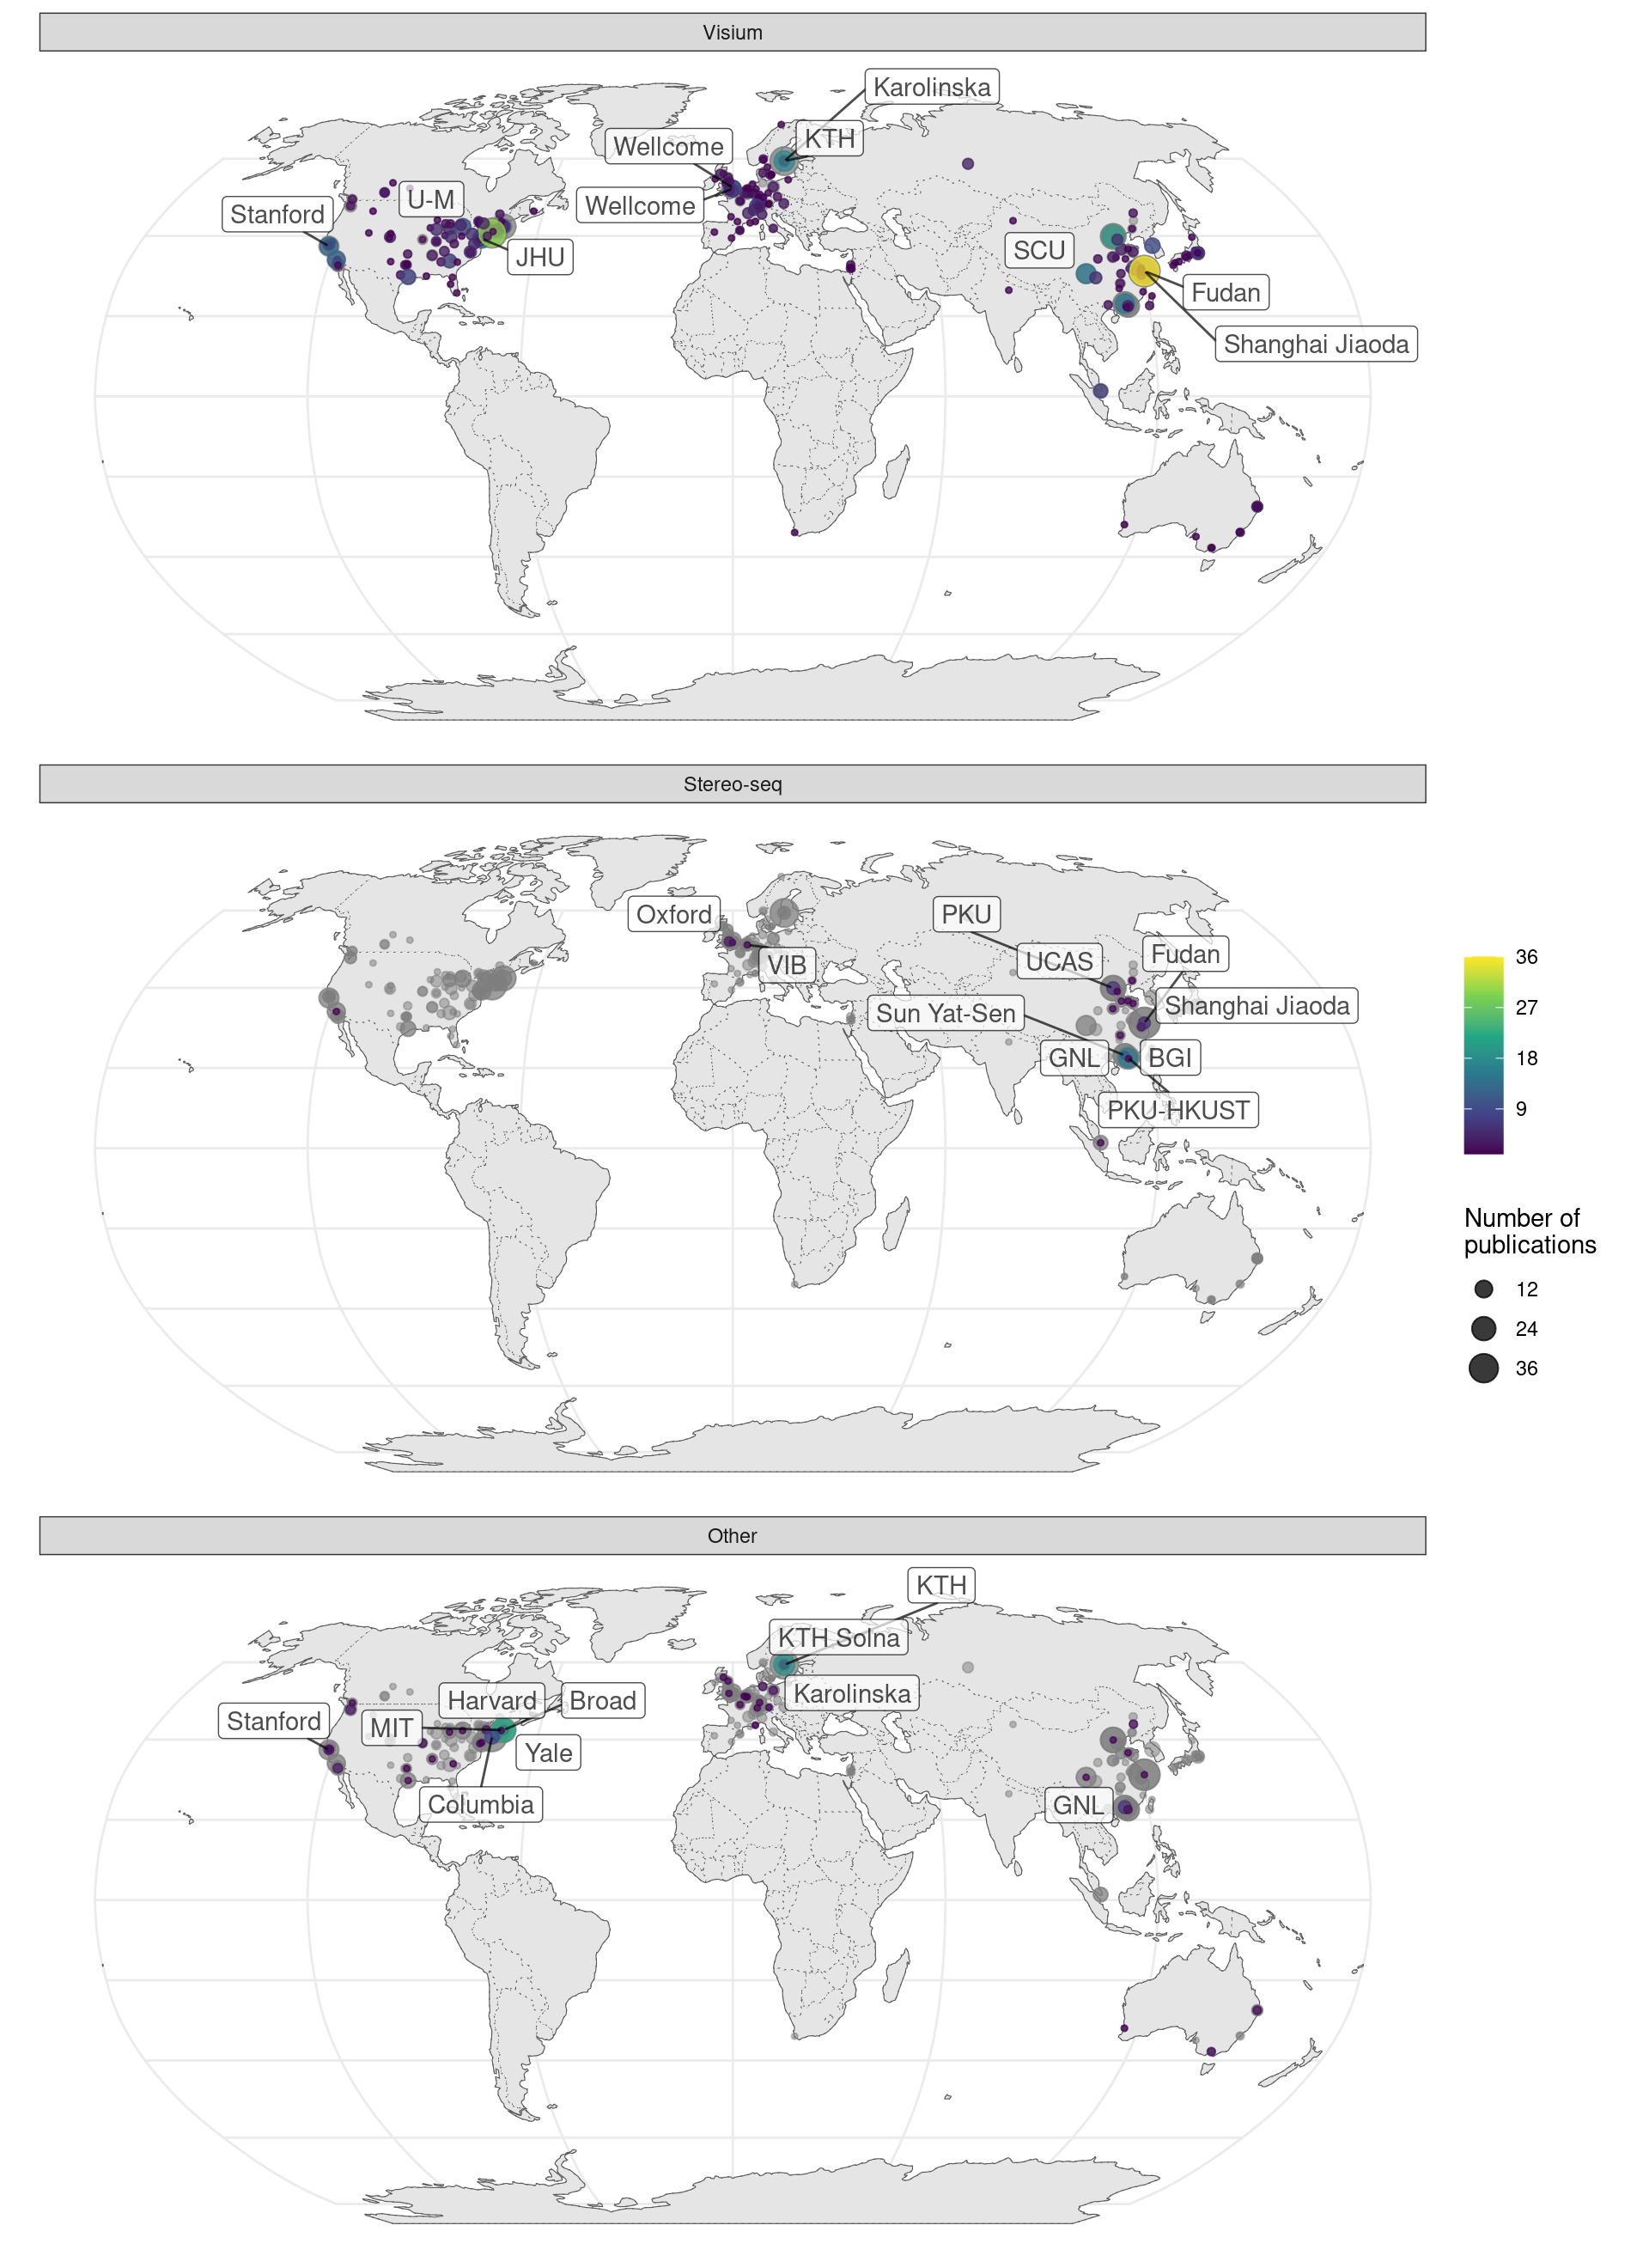 Visium
Karolinska
KTH
Wellcome
U-M
Wellcome
Stanford
SCU
JHU
Fudan
Shanghai Jiaoda
Stereo-seq
Oxford
PKU
Fudan
UCAS
VIB
Shanghai Jiaoda
Sun Yat-Sen
GNL
BGI
PKU-HKUST
36
27
18
9
Number of
publications
12
24
36
Other
KTH
KTH Solna
Karolinska
Harvard
Broad
Stanford
MIT
Yale
Columbia
GNL